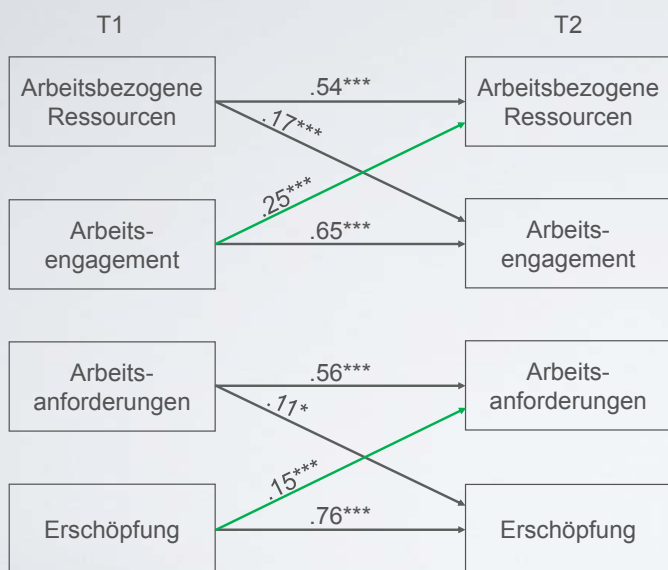 T1
T2
Arbeitsbezogene
Ressourcen
.54***
Arbeitsbezogene
Ressourcen
.17***
.25***
Arbeits-
engagement
.65***
Arbeits-
engagement
Arbeits-
anforderungen
.56***
Arbeits-
anforderungen
.11*
.15***
Erschöpfung
.76***
Erschöpfung